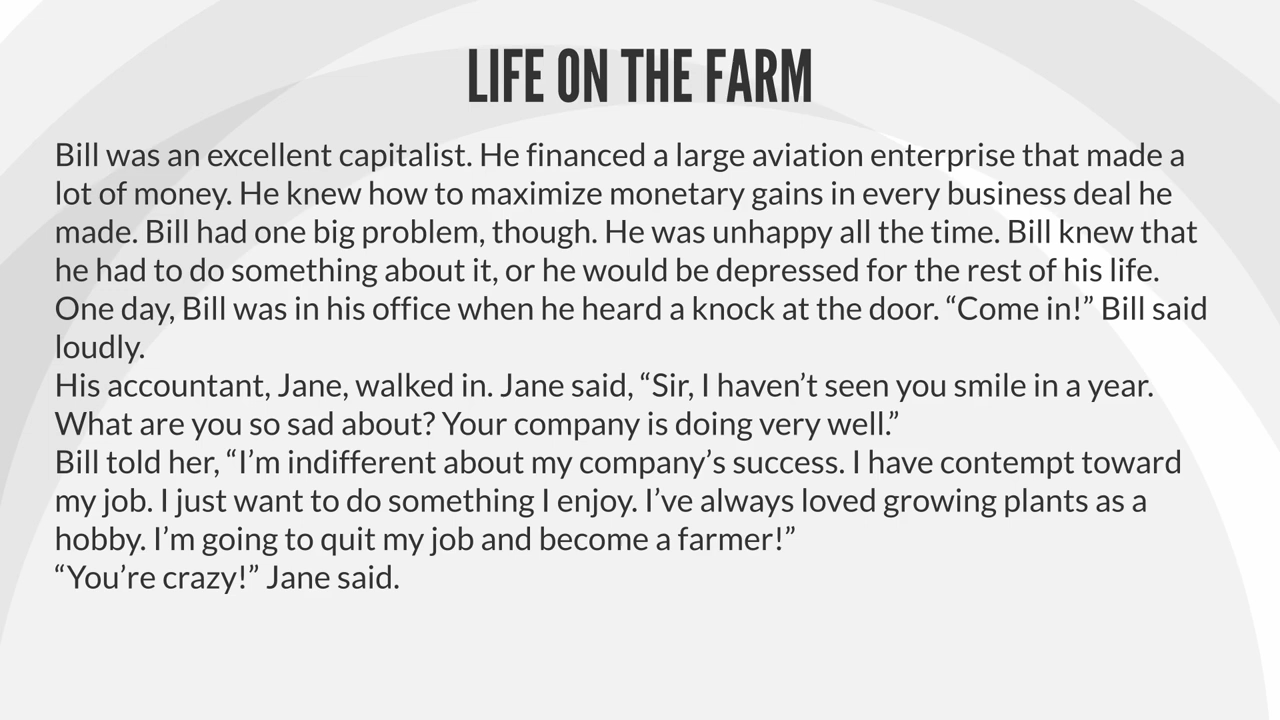 LIFE ON THE FARM
Bill was an excellent capitalist. He financed a large aviation enterprise that made a
lot of money. He knew how to maximize monetary gains in every business deal he
made. Bill had one big problem, though. He was unhappy all the time. Bill knew that
he had to do something about it, or he would be depressed for the rest of his life.
One day, Bill was in his office when he heard a knock at the door. “Come in!” Bill said
loudly.
His accountant, Jane, walked in. Jane said, “Sir, I haven’t seen you smile in a year.
What are you so sad about? Your company is doing very well.”
Bill told her, “I’m indifferent about my company’s success. I have contempt toward
my job. I just want to do something I enjoy. I’ve always loved growing plants as a
hobby. I’m going to quit my job and become a farmer!”
“You’re crazy!” Jane said.